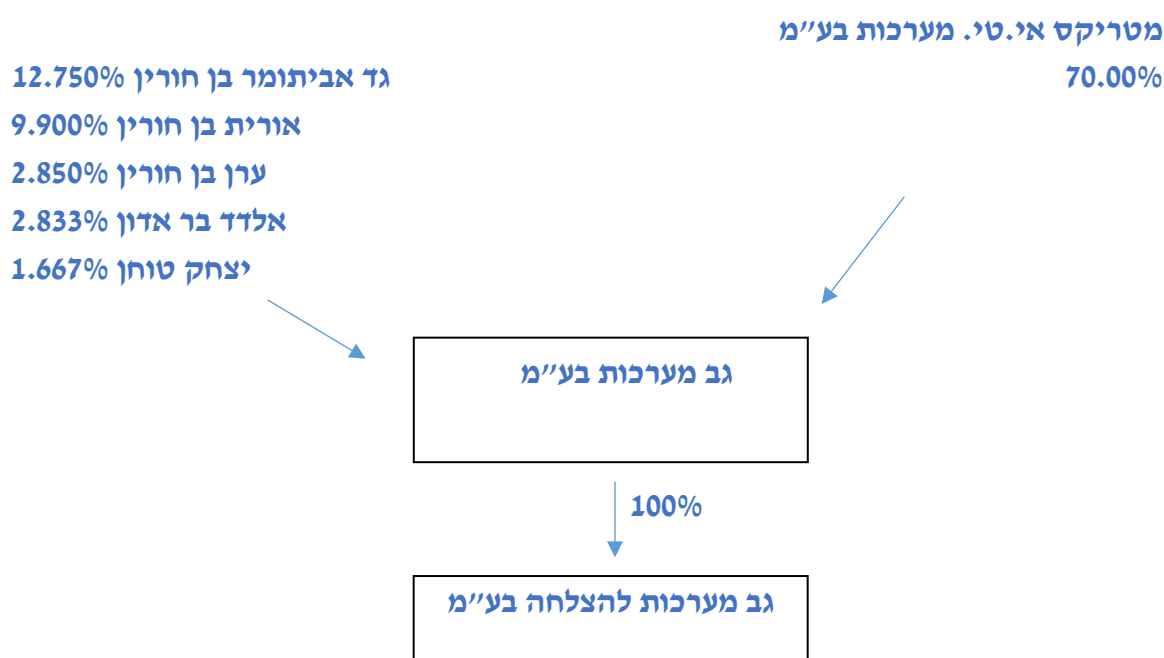 מטריקס אי.טי. מערכות בע״מ
70.00%
גד אביתומר בן חורין 12.750%
אורית בן חורין 9.900%
ערן בן חורין 2.850%
אלדד בר אדון 2.833%
יצחק טוחן 1.667%
גב מערכות בע״מ
100%
גב מערכות להצלחה בע״מ